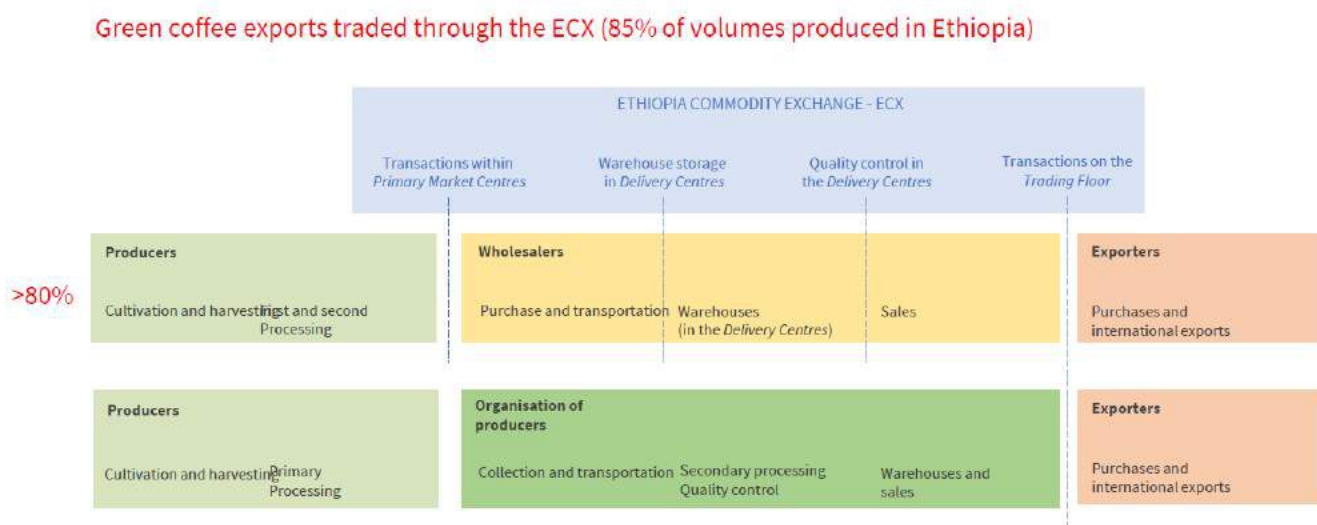 Green coffee exports traded through the ECX (85% of volumes produced in Ethiopia)
ETHIOPIA COMMODITY EXCHANGE - ECX
Transactions within
Primary Market Centres
Warehouse storage
in Delivery Centres
Quality control in
the Delivery Centres
Transactions on the
Trading Floor
>80%
Producers
Cultivation and harvesting
First and second
Processing
Wholesalers
Purchase and transportation
Warehouses
(in the Delivery Centres)
Sales
Exporters
Purchases and
international exports
Producers
Cultivation and harvesting
Primary
Processing
Organisation of
producers
Collection and transportation
Secondary processing
Quality control
Warehouses and
sales
Exporters
Purchases and
international exports